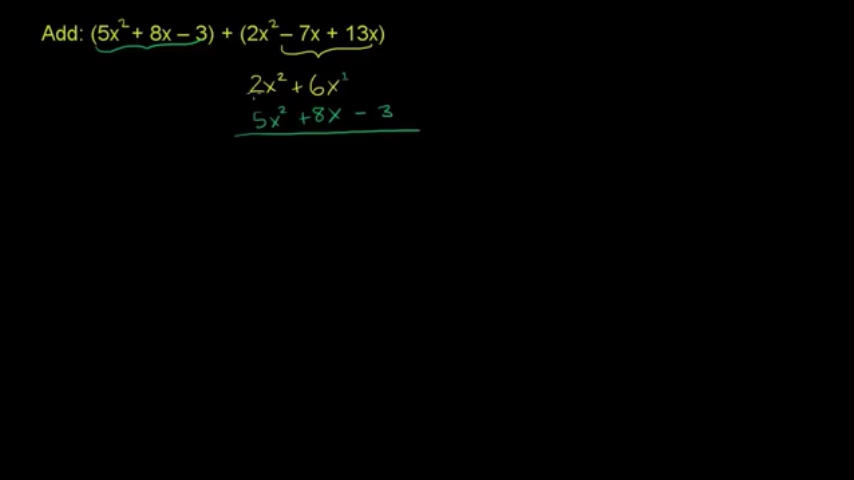 Add: (5x² + 8x – 3) + (2x² – 7x + 13x)
2x² + 6x¹
5x² + 8x – 3